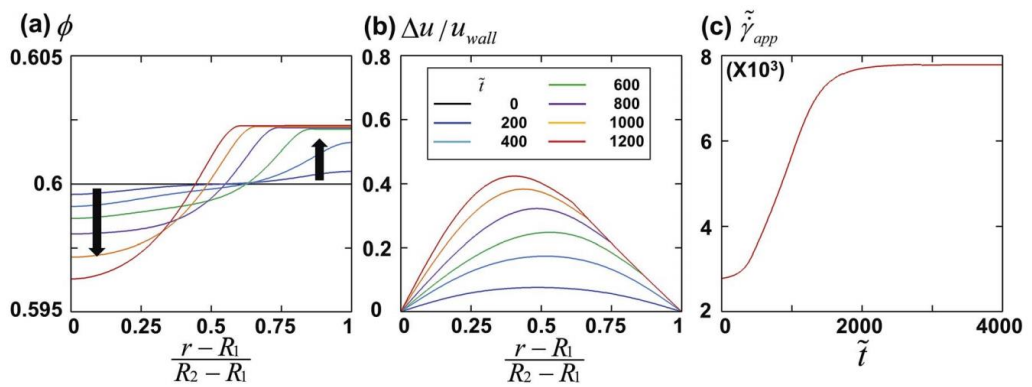 (a) ϕ
0.605
0.6
0.595
0 0.25 0.5 0.75 1
r − R₁
R₂ − R₁
(b) Δu / u_wall
0.8
0.6
0.4
0.2
0
t̃
0
200
400
600
800
1000
1200
0 0.25 0.5 0.75 1
r − R₁
R₂ − R₁
(c) γ̃̇_app
(X10³)
8
6
4
2
0 2000 4000
t̃